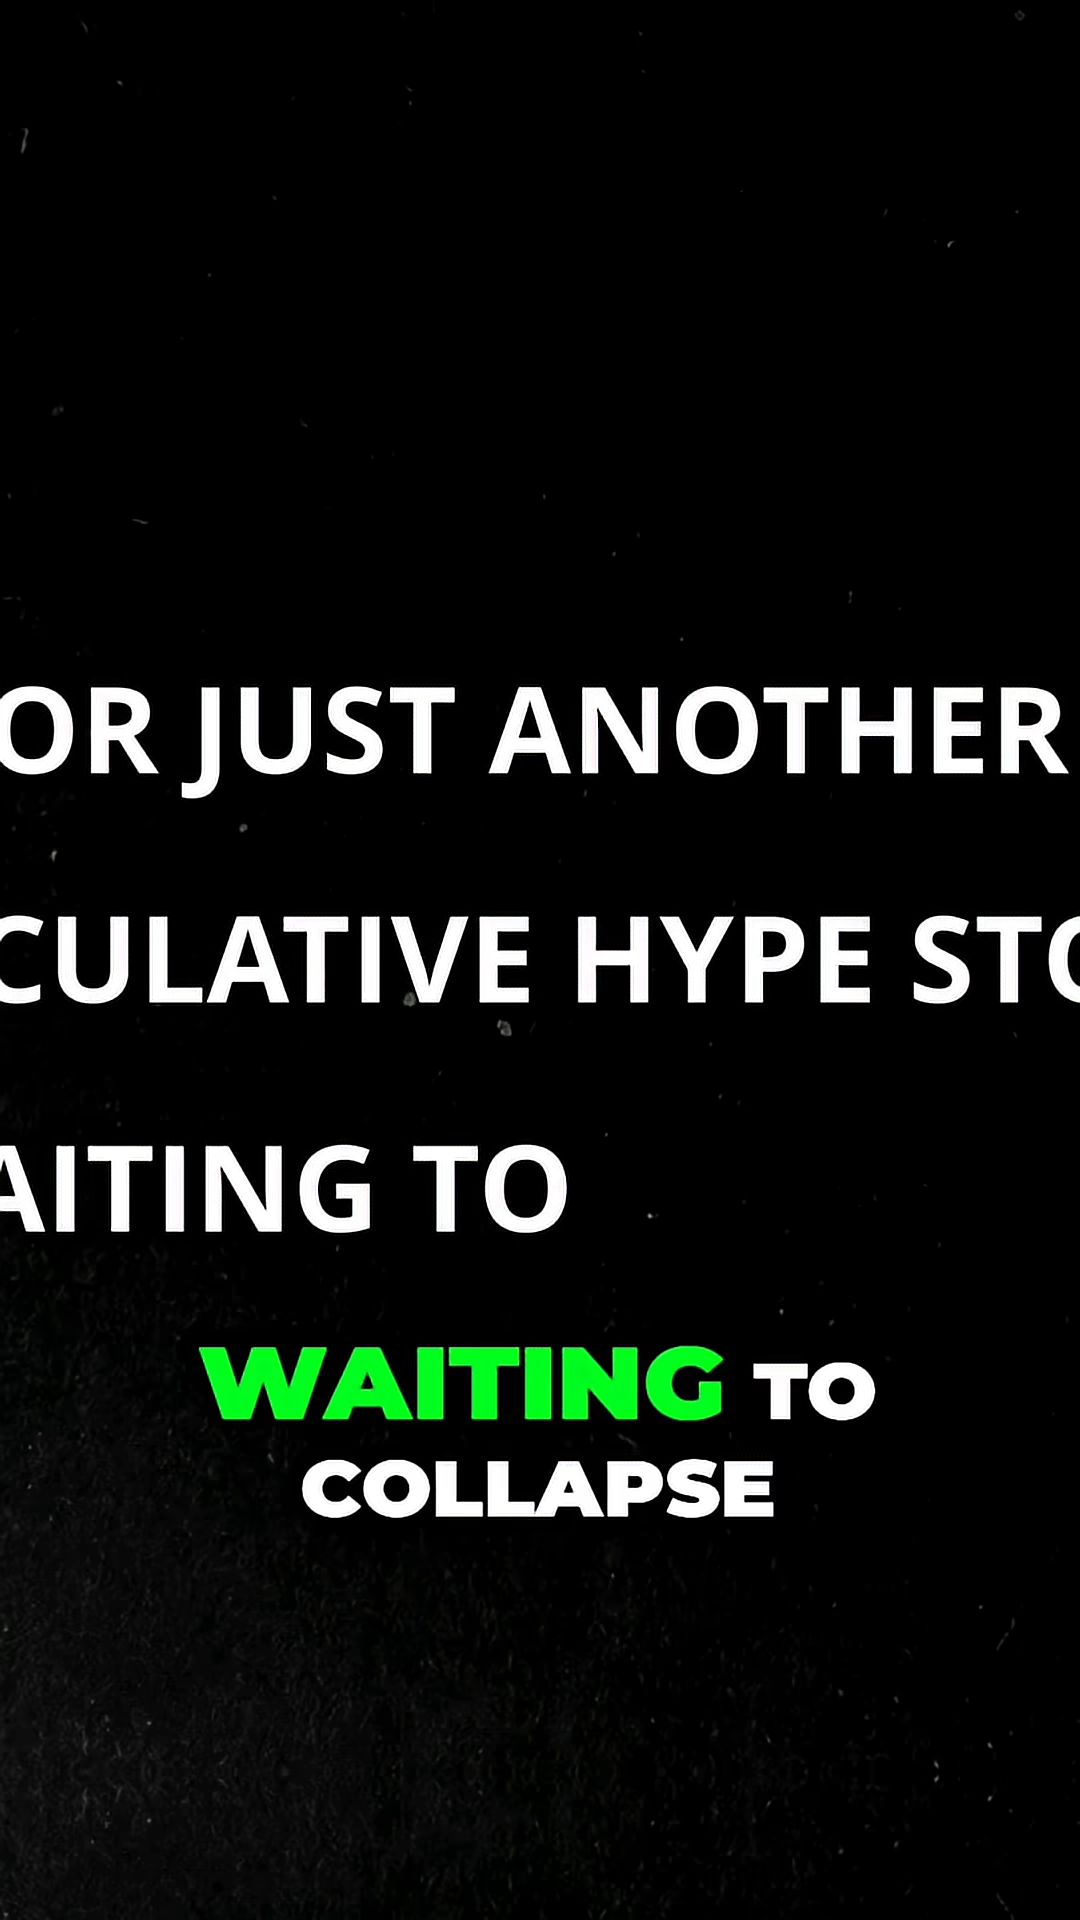 OR JUST ANOTHER
CULATIVE HYPE STO
AITING TO
WAITING TO
COLLAPSE